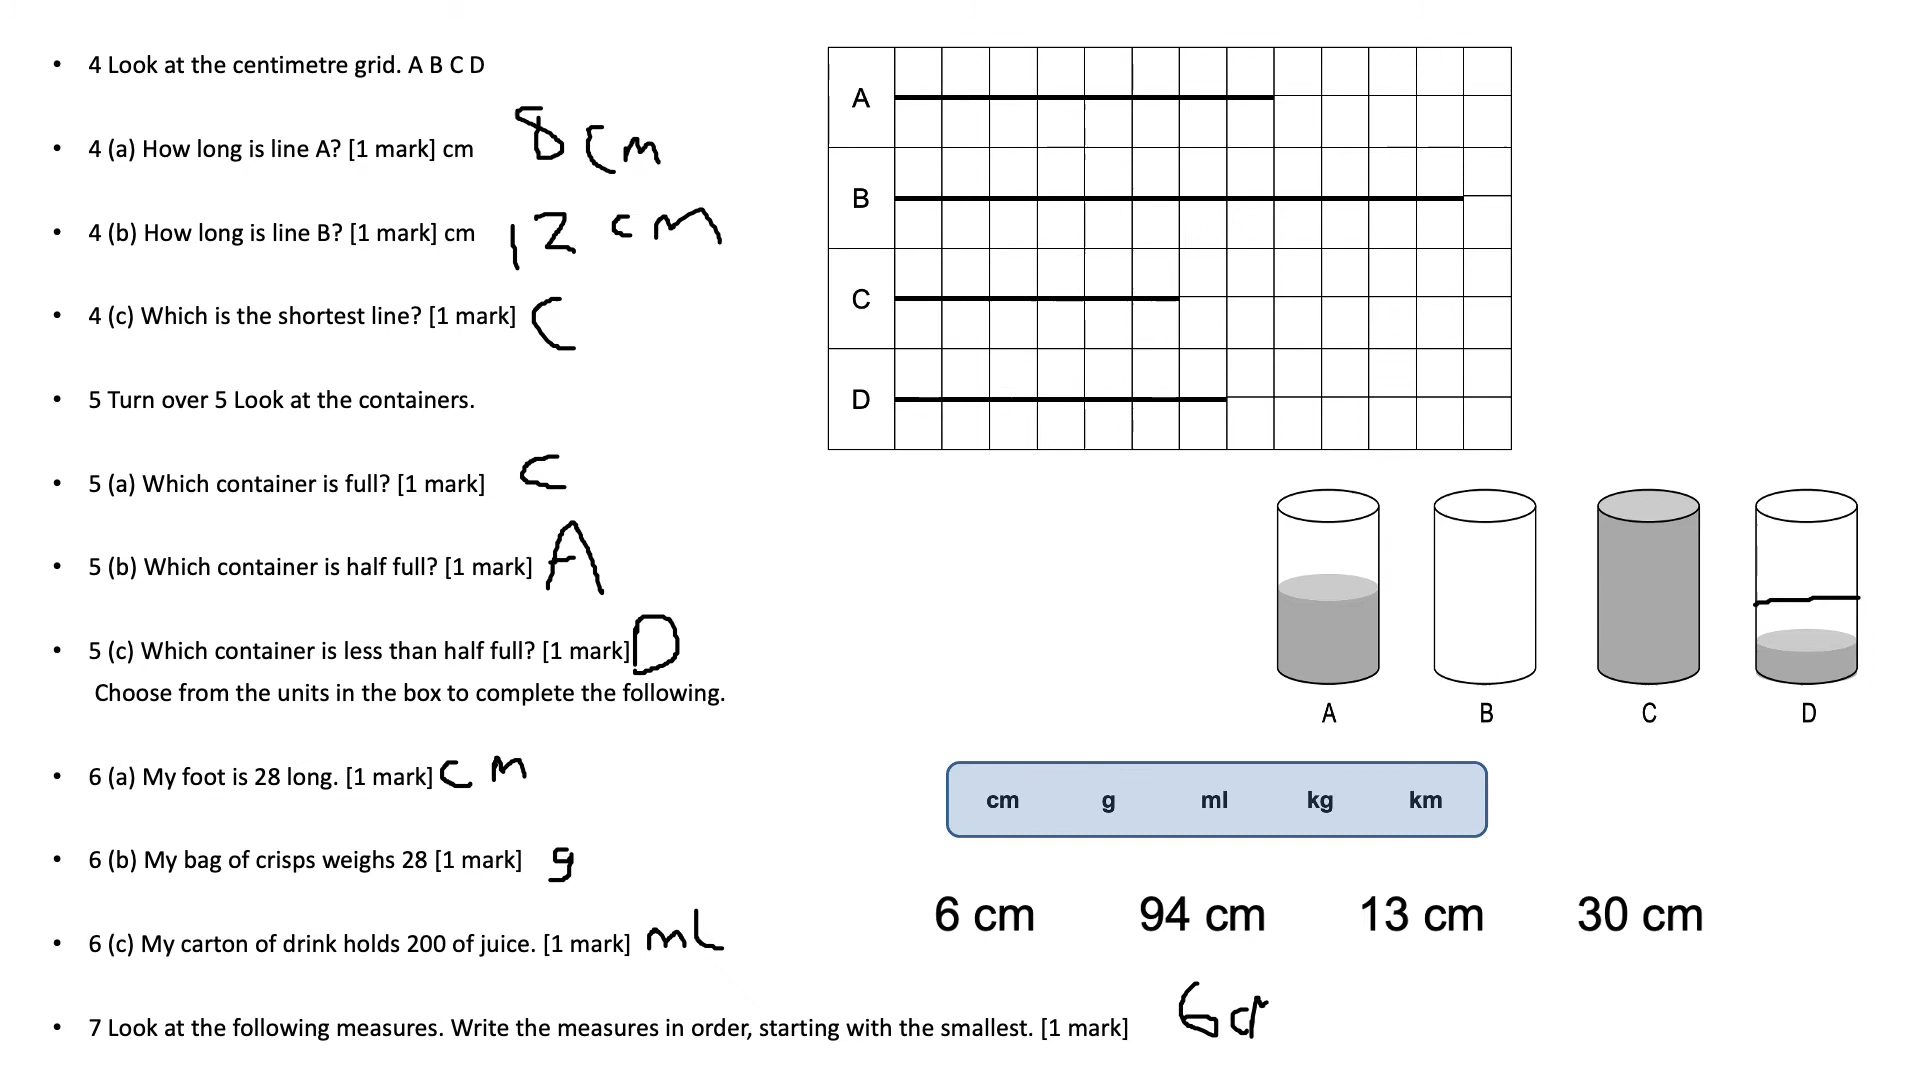 • 4 Look at the centimetre grid. A B C D
• 4 (a) How long is line A? [1 mark] cm 8 cm
• 4 (b) How long is line B? [1 mark] cm 12 cm
• 4 (c) Which is the shortest line? [1 mark] C
• 5 Turn over 5 Look at the containers.
• 5 (a) Which container is full? [1 mark] C
• 5 (b) Which container is half full? [1 mark] A
• 5 (c) Which container is less than half full? [1 mark] D
Choose from the units in the box to complete the following.
• 6 (a) My foot is 28 long. [1 mark] cm
• 6 (b) My bag of crisps weighs 28 [1 mark] g
• 6 (c) My carton of drink holds 200 of juice. [1 mark] mL
• 7 Look at the following measures. Write the measures in order, starting with the smallest. [1 mark] 6
A
B
C
D
A B C D
cm g ml kg km
6 cm 94 cm 13 cm 30 cm